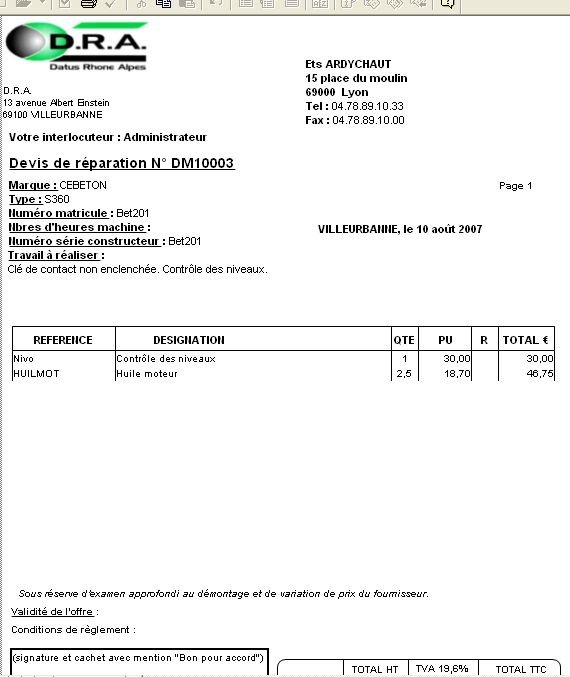 D.R.A.
Datus Rhone Alpes
Ets ARDYCHAUT
15 place du moulin
69000 Lyon
Tel : 04.78.89.10.33
Fax : 04.78.89.10.00
D.R.A.
13 avenue Albert Einstein
69100 VILLEURBANNE
Votre interlocuteur : Administrateur
Devis de réparation N° DM10003
Marque : CEBETON
Page 1
Type : S360
Numéro matricule : Bet201
Nbres d'heures machine :
VILLEURBANNE, le 10 août 2007
Numéro série constructeur : Bet201
Travail à réaliser :
Clé de contact non enclenchée. Contrôle des niveaux.
REFERENCE DESIGNATION QTE PU R TOTAL €
Nivo Contrôle des niveaux 1 30,00 30,00
HUILMOT Huile moteur 2,5 18,70 46,75
Sous réserve d'examen approfondi au démontage et de variation de prix du fournisseur.
Validité de l'offre :
Conditions de règlement :
(signature et cachet avec mention "Bon pour accord")
TOTAL HT TVA 19,6% TOTAL TTC